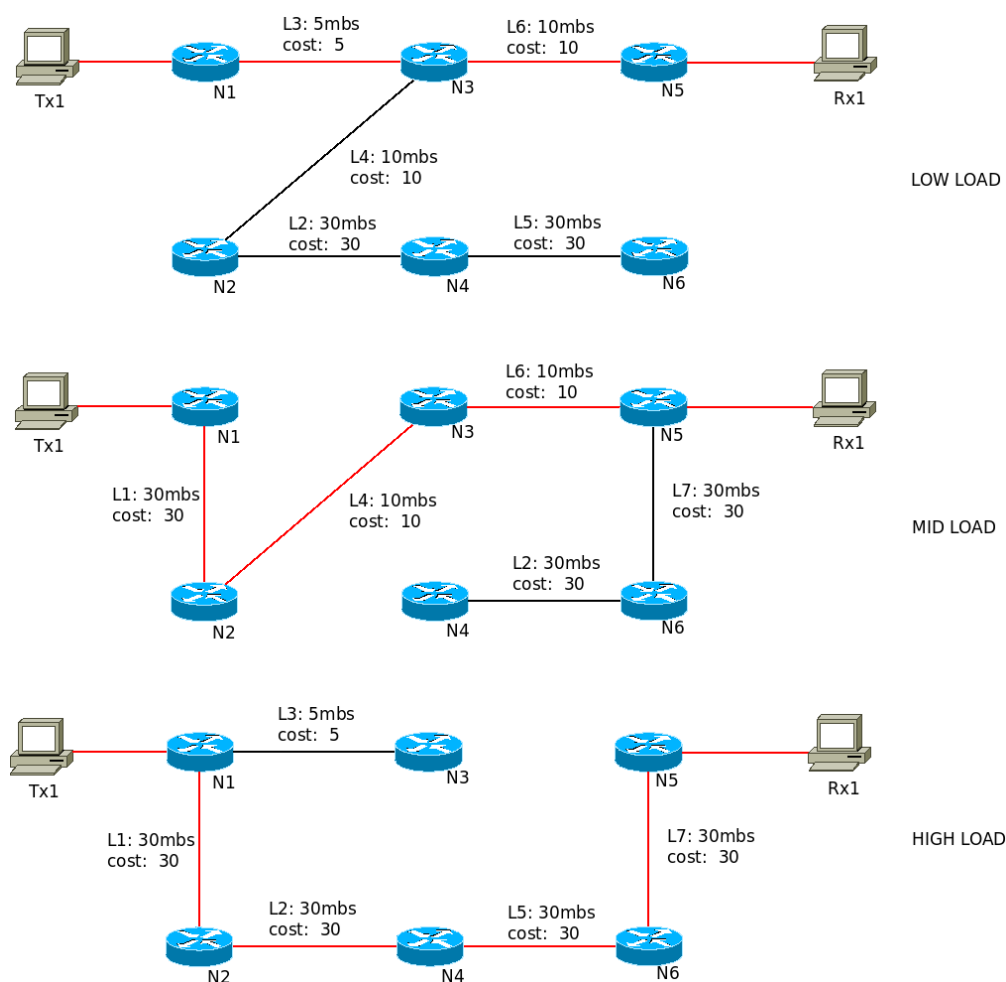 L3: 5mbs
cost:  5
L6: 10mbs
cost: 10
Tx1
N1
N3
N5
Rx1
L4: 10mbs
cost:  10
LOW LOAD
L2: 30mbs
cost:  30
L5: 30mbs
cost:  30
N2
N4
N6
L6: 10mbs
cost:  10
Tx1
N1
N3
N5
Rx1
L1: 30mbs
cost:  30
L4: 10mbs
cost:  10
L7: 30mbs
cost:  30
MID LOAD
L2: 30mbs
cost:  30
N2
N4
N6
L3: 5mbs
cost:  5
Tx1
N1
N3
N5
Rx1
L1: 30mbs
cost:  30
L7: 30mbs
cost:  30
HIGH LOAD
L2: 30mbs
cost:  30
L5: 30mbs
cost:  30
N2
N4
N6